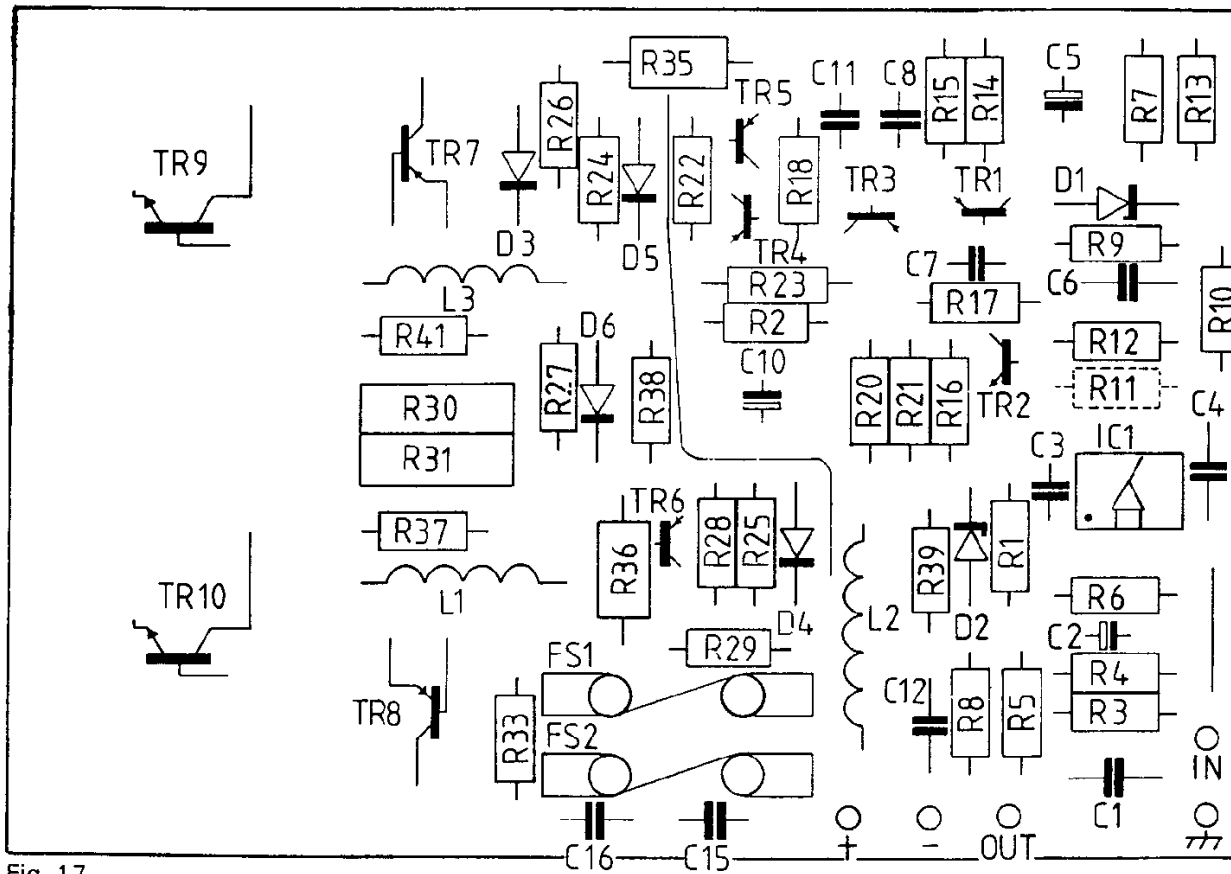 R35
C11
C8
R15
R14
C5
R7
R13
R26
TR5
TR9
TR7
R24
R22
R18
TR3
TR1
D1
D3
D5
TR4
R9
C7
C6
L3
R23
R17
R10
R41
D6
R2
R12
R27
R38
C10
R20
R21
R16
TR2
R11
R30
C4
R31
C3
IC1
TR6
R37
R36
R28
R25
R39
R1
TR10
L1
D4
L2
D2
R6
C2
R29
FS1
R4
TR8
C12
R8
R5
R3
R33
FS2
IN
C1
C16
C15
+
-
OUT
Fig. 17